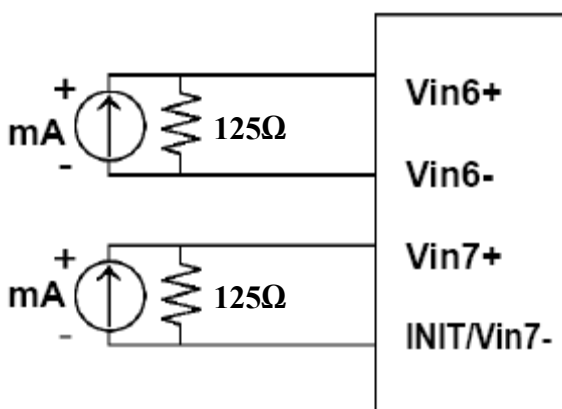 +
mA
-
125Ω
Vin6+
Vin6-
+
mA
-
125Ω
Vin7+
INIT/Vin7-